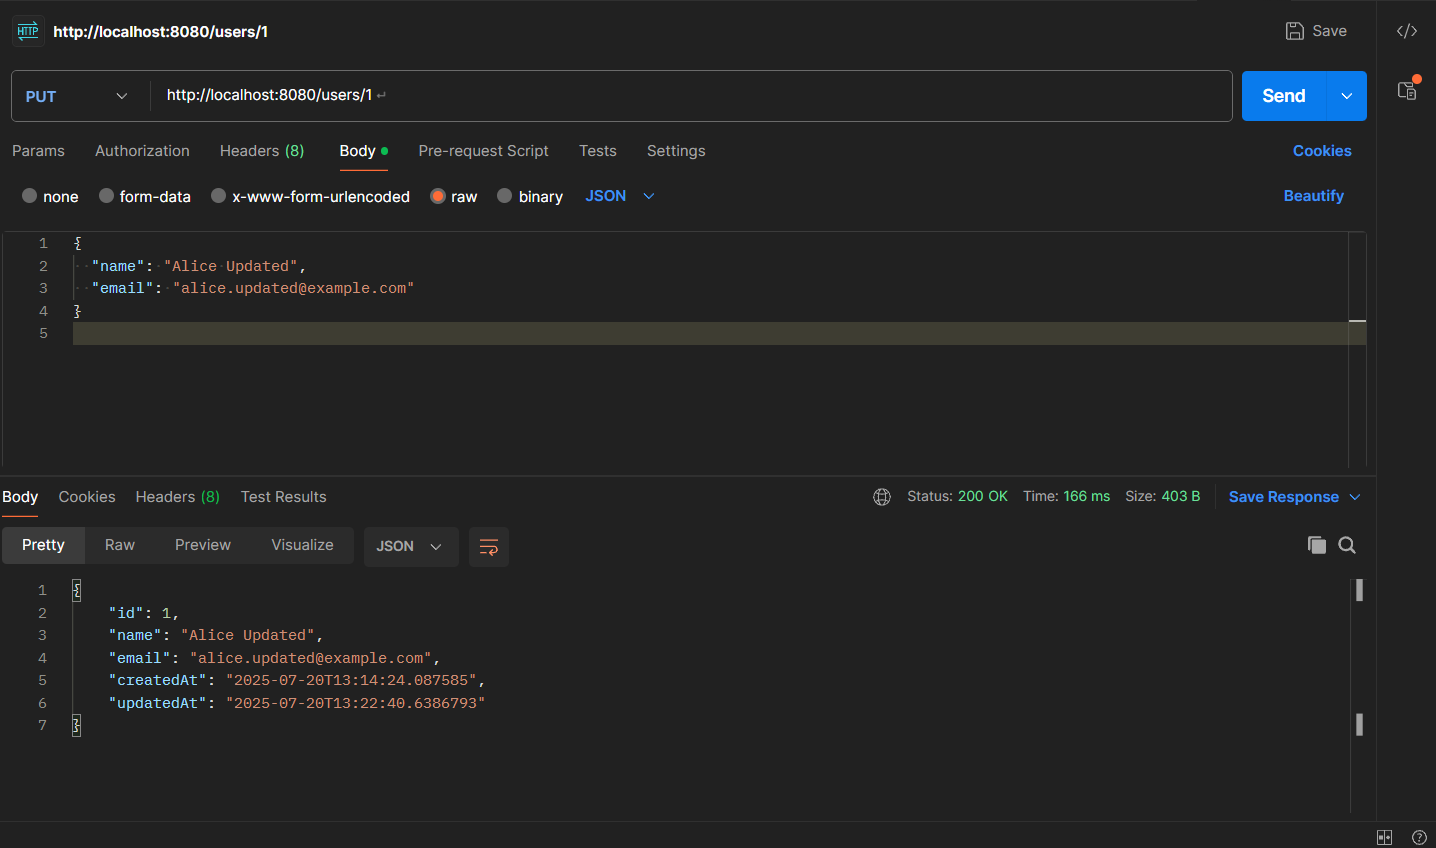 HTTP http://localhost:8080/users/1 Save
PUT http://localhost:8080/users/1 Send
Params Authorization Headers (8) Body Pre-request Script Tests Settings Cookies
none form-data x-www-form-urlencoded raw binary JSON Beautify
1 {
2 "name": "Alice Updated",
3 "email": "alice.updated@example.com"
4 }
5
Body Cookies Headers (8) Test Results Status: 200 OK Time: 166 ms Size: 403 B Save Response
Pretty Raw Preview Visualize JSON
1 {
2 "id": 1,
3 "name": "Alice Updated",
4 "email": "alice.updated@example.com",
5 "createdAt": "2025-07-20T13:14:24.087585",
6 "updatedAt": "2025-07-20T13:22:40.6386793"
7 }